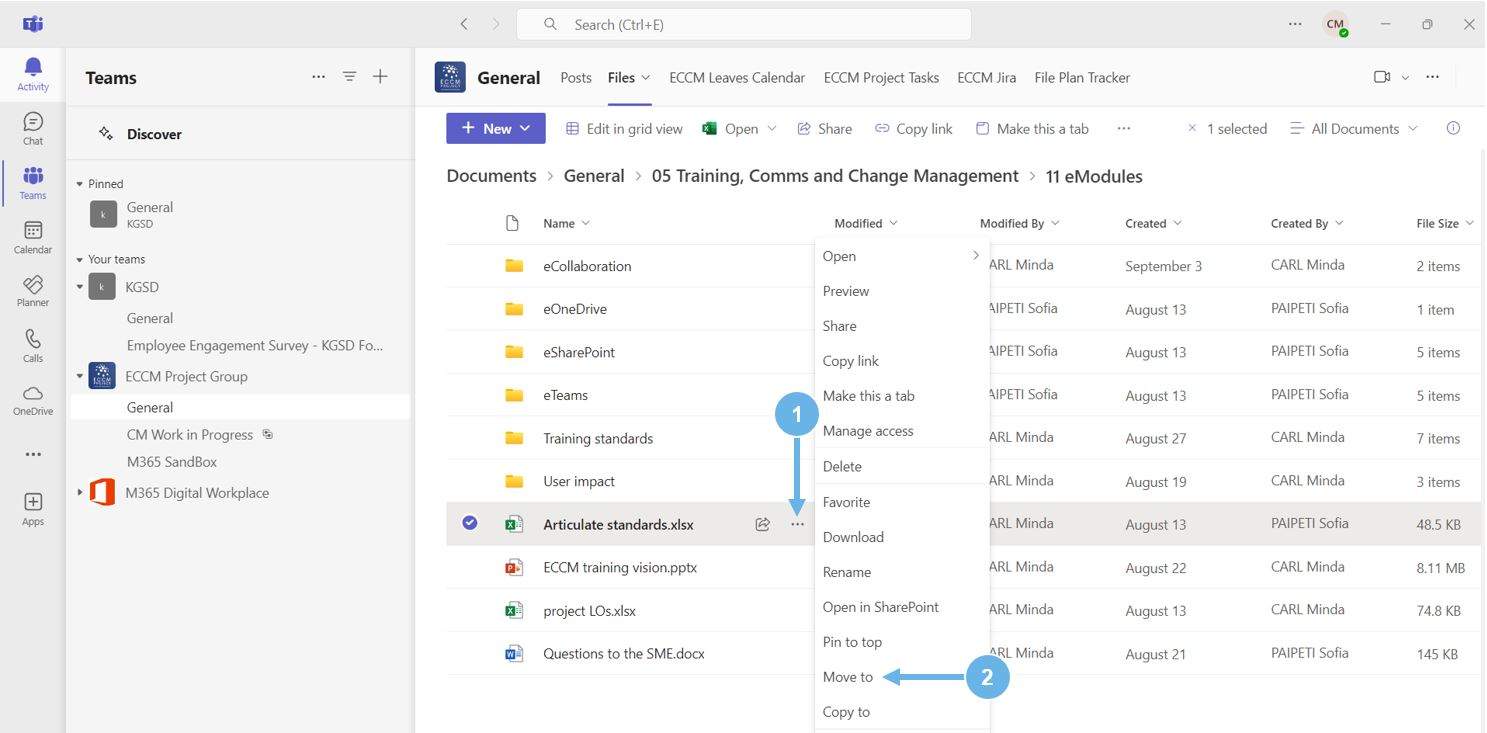 Search (Ctrl+E)
CM
Activity
Chat
Teams
Calendar
Planner
Calls
OneDrive
Apps
Teams
Discover
Pinned
k
General
KGSD
Your teams
k
KGSD
General
Employee Engagement Survey - KGSD Fo...
ECCM Project Group
General
CM Work in Progress
M365 SandBox
M365 Digital Workplace
ECCM
PROJECT
General Posts Files ECCM Leaves Calendar ECCM Project Tasks ECCM Jira File Plan Tracker
+ New Edit in grid view Open Share Copy link Make this a tab ... × 1 selected All Documents
Documents > General > 05 Training, Comms and Change Management > 11 eModules
Name Modified Modified By Created Created By File Size
eCollaboration ARL Minda September 3 CARL Minda 2 items
eOneDrive PAIPETI Sofia August 13 PAIPETI Sofia 1 item
eSharePoint PAIPETI Sofia August 13 PAIPETI Sofia 5 items
eTeams PAIPETI Sofia August 13 PAIPETI Sofia 5 items
Training standards ARL Minda August 27 CARL Minda 7 items
User impact ARL Minda August 19 CARL Minda 3 items
Articulate standards.xlsx ... ARL Minda August 13 PAIPETI Sofia 48.5 KB
ECCM training vision.pptx ARL Minda August 22 CARL Minda 8.11 MB
project LOs.xlsx ARL Minda August 13 CARL Minda 74.8 KB
Questions to the SME.docx ARL Minda August 21 PAIPETI Sofia 145 KB
Open
Preview
Share
Copy link
Make this a tab
Manage access
Delete
Favorite
Download
Rename
Open in SharePoint
Pin to top
Move to
Copy to
1
2